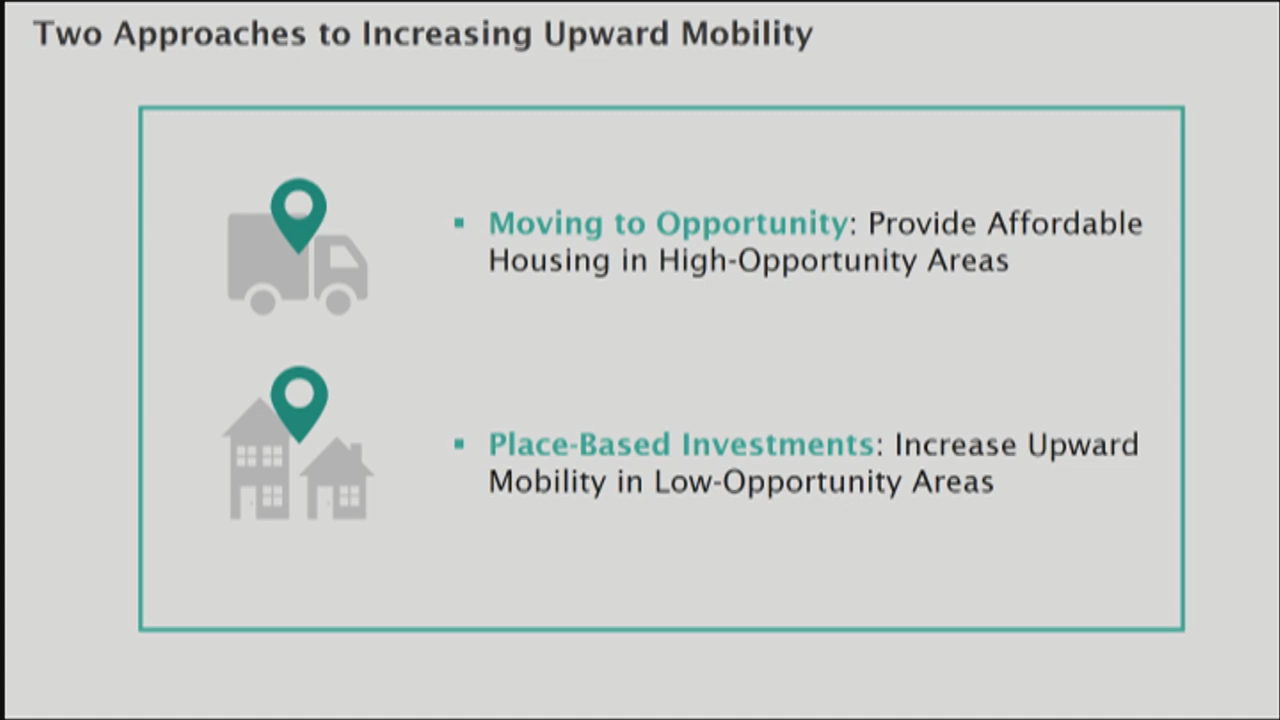 Two Approaches to Increasing Upward Mobility
▪ Moving to Opportunity: Provide Affordable
Housing in High-Opportunity Areas
▪ Place-Based Investments: Increase Upward
Mobility in Low-Opportunity Areas